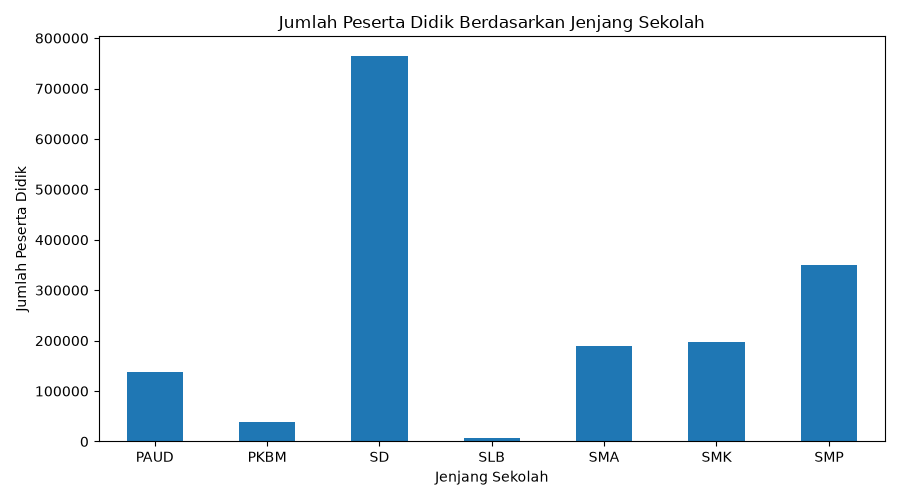 Jumlah Peserta Didik Berdasarkan Jenjang Sekolah
800000
700000
600000
500000
400000
300000
200000
100000
0
Jumlah Peserta Didik
PAUD PKBM SD SLB SMA SMK SMP
Jenjang Sekolah